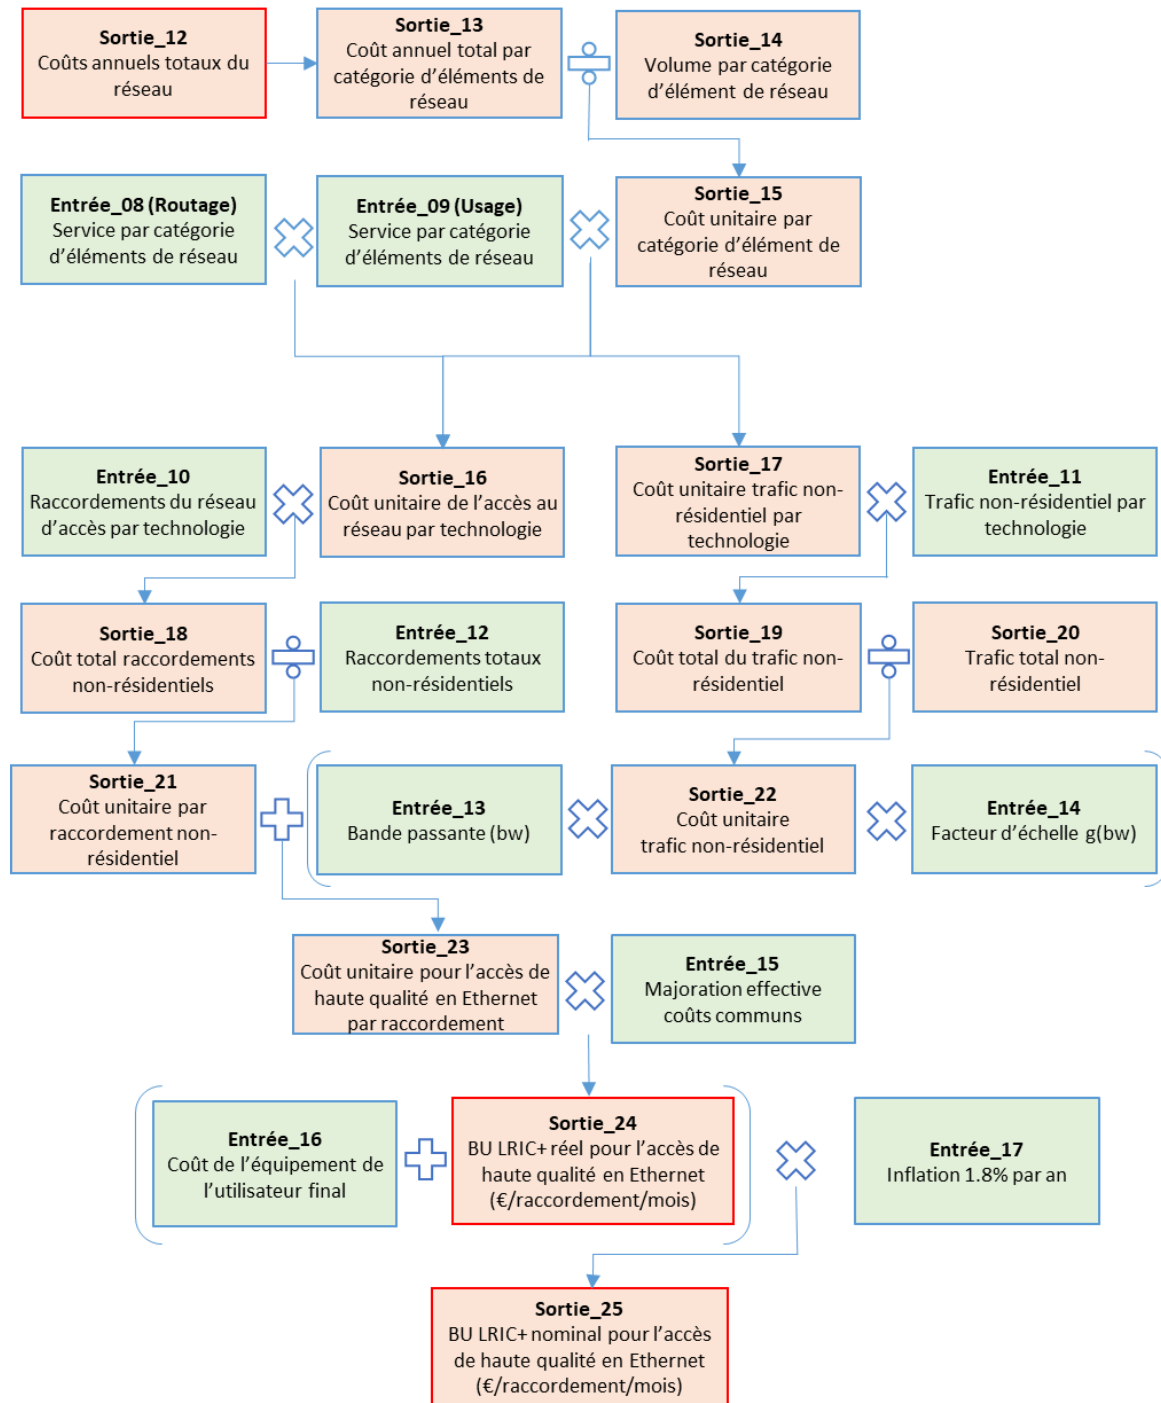 Sortie_12
Coûts annuels totaux du
réseau
Sortie_13
Coût annuel total par
catégorie d’éléments de
réseau
Sortie_14
Volume par catégorie
d’élément de réseau
Entrée_08 (Routage)
Service par catégorie
d’éléments de réseau
Entrée_09 (Usage)
Service par catégorie
d’éléments de réseau
Sortie_15
Coût unitaire par
catégorie d’élément de
réseau
Entrée_10
Raccordements du réseau
d’accès par technologie
Sortie_16
Coût unitaire de l’accès au
réseau par technologie
Sortie_17
Coût unitaire trafic non-
résidentiel par
technologie
Entrée_11
Trafic non-résidentiel par
technologie
Sortie_18
Coût total raccordements
non-résidentiels
Entrée_12
Raccordements totaux
non-résidentiels
Sortie_19
Coût total du trafic non-
résidentiel
Sortie_20
Trafic total non-
résidentiel
Sortie_21
Coût unitaire par
raccordement non-
résidentiel
Entrée_13
Bande passante (bw)
Sortie_22
Coût unitaire
trafic non-résidentiel
Entrée_14
Facteur d’échelle g(bw)
Sortie_23
Coût unitaire pour l’accès de
haute qualité en Ethernet
par raccordement
Entrée_15
Majoration effective
coûts communs
Entrée_16
Coût de l’équipement de
l’utilisateur final
Sortie_24
BU LRIC+ réel pour l’accès de
haute qualité en Ethernet
(€/raccordement/mois)
Entrée_17
Inflation 1.8% par an
Sortie_25
BU LRIC+ nominal pour l’accès
de haute qualité en Ethernet
(€/raccordement/mois)